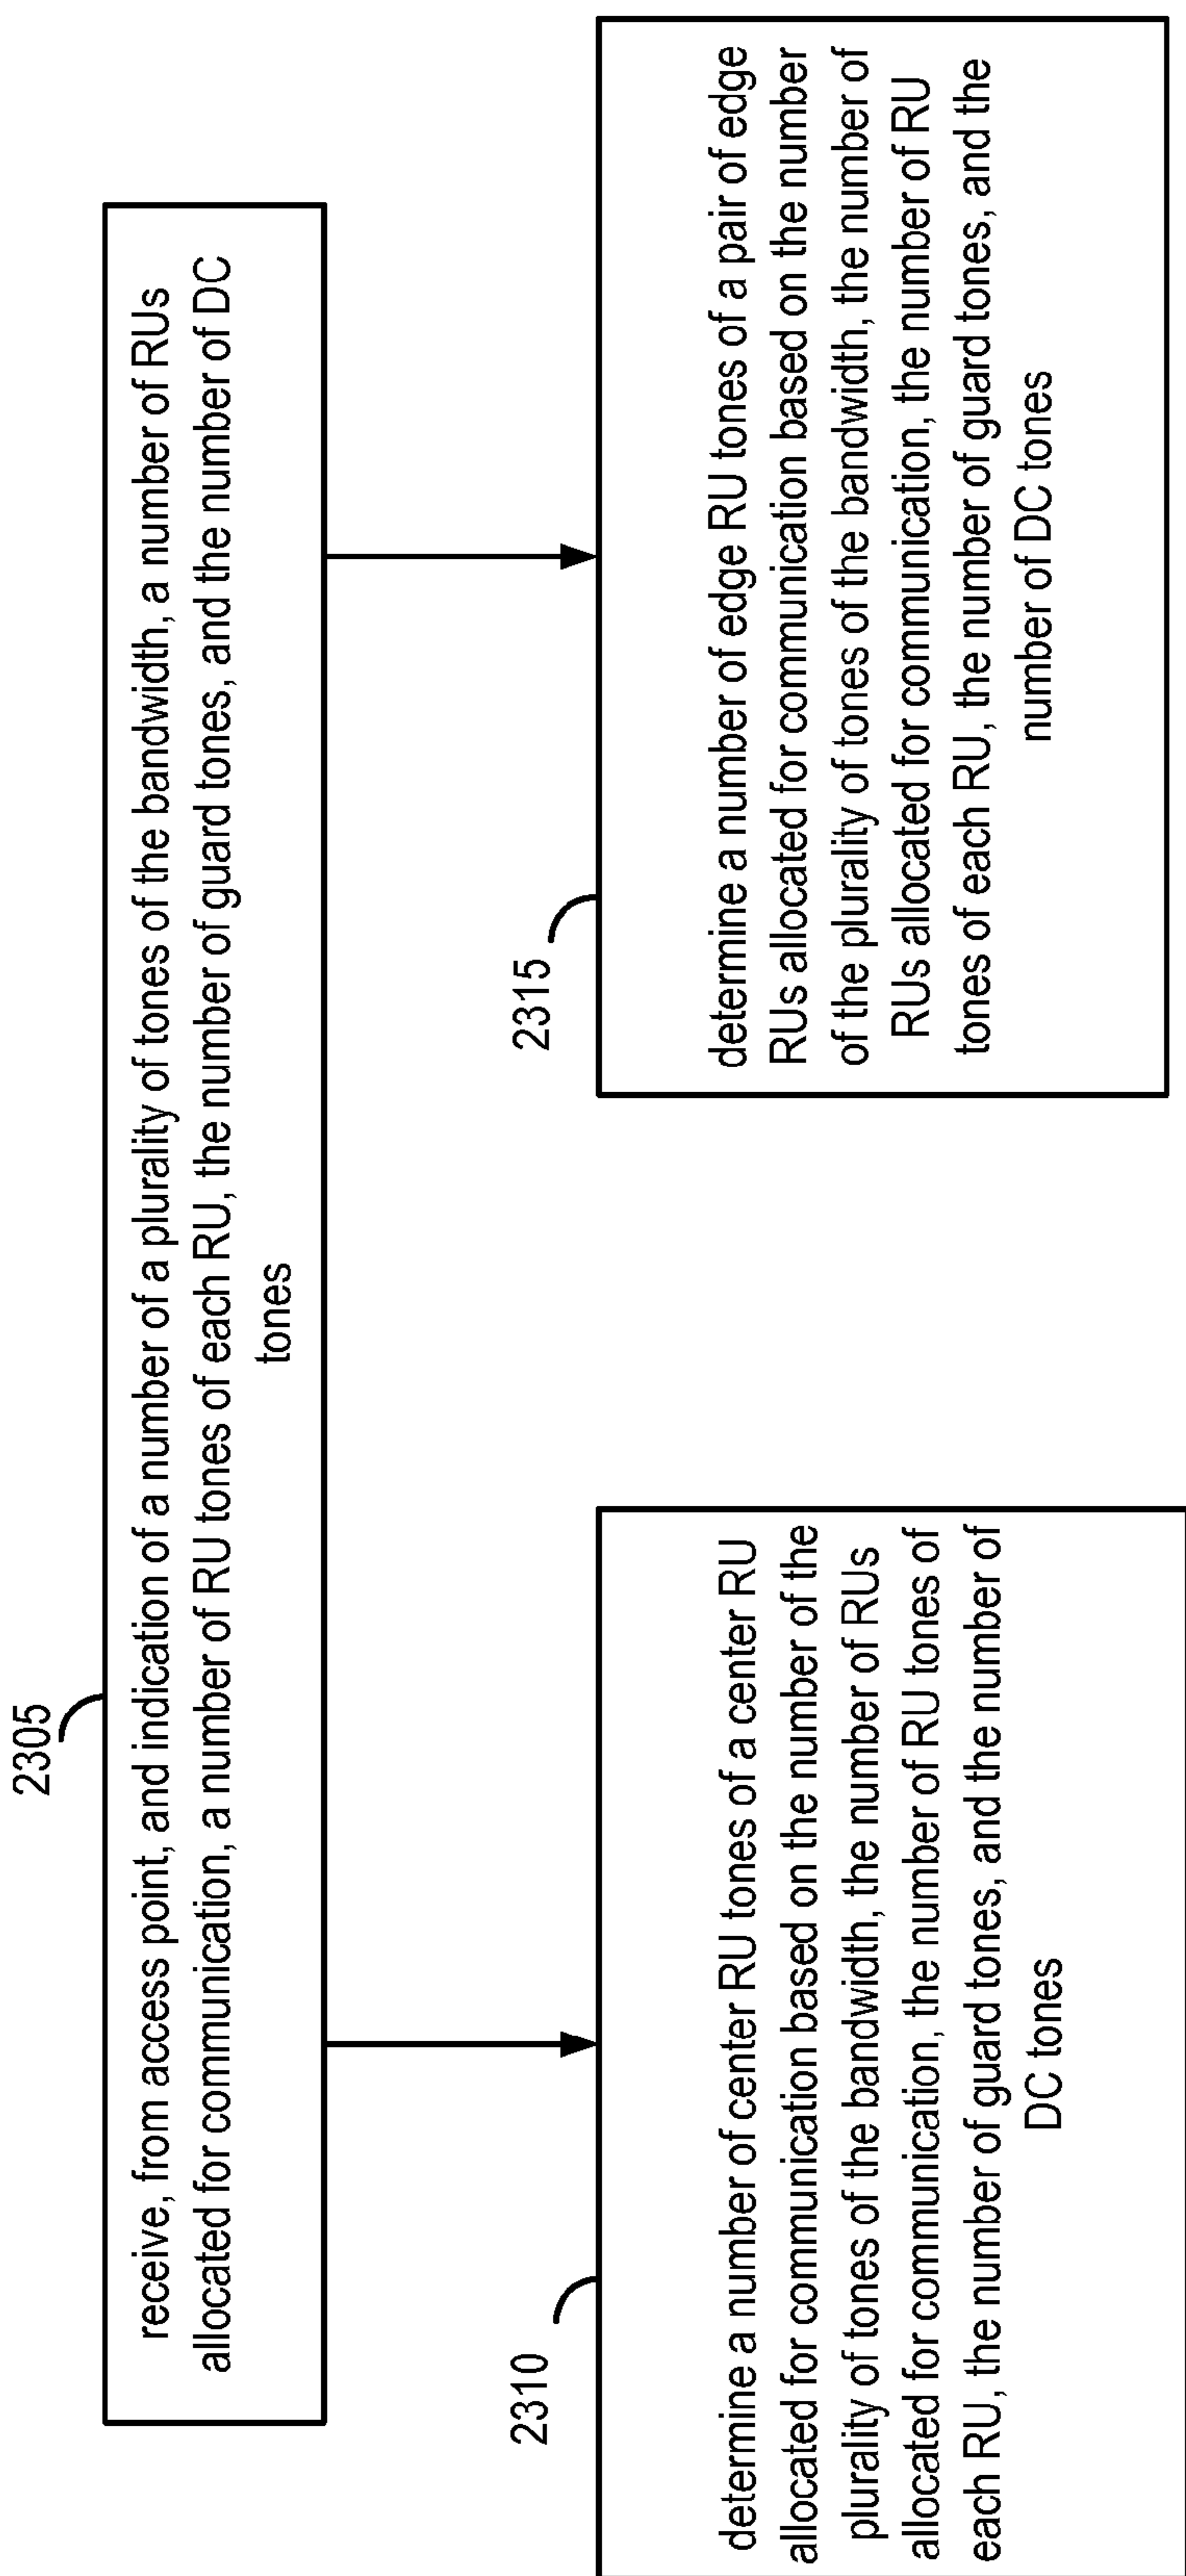 2305
receive, from access point, and indication of a number of a plurality of tones of the bandwidth, a number of RUs
allocated for communication, a number of RU tones of each RU, the number of guard tones, and the number of DC
tones
2310
determine a number of center RU tones of a center RU
allocated for communication based on the number of the
plurality of tones of the bandwidth, the number of RUs
allocated for communication, the number of RU tones of
each RU, the number of guard tones, and the number of
DC tones
2315
determine a number of edge RU tones of a pair of edge
RUs allocated for communication based on the number
of the plurality of tones of the bandwidth, the number of
RUs allocated for communication, the number of RU
tones of each RU, the number of guard tones, and the
number of DC tones